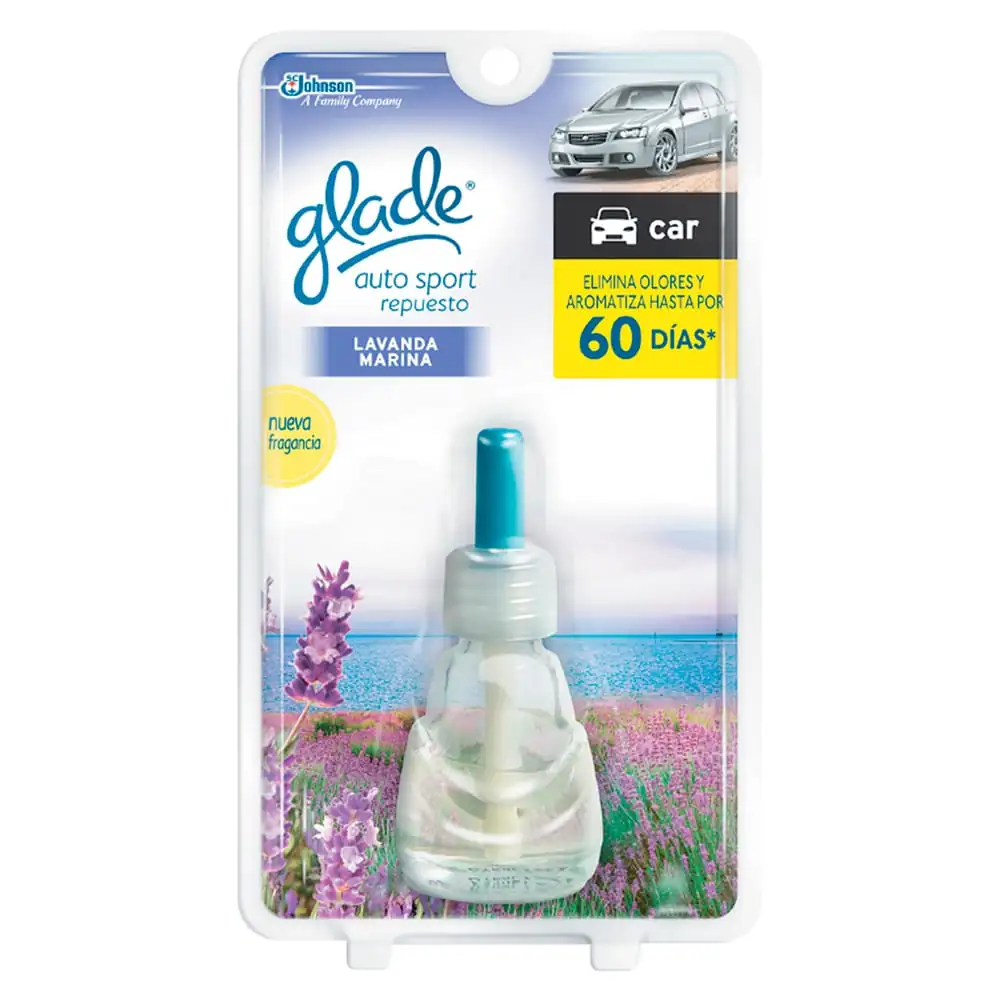 SC Johnson
A Family Company
glade®
auto sport
repuesto
LAVANDA
MARINA
car
ELIMINA OLORES Y
AROMATIZA HASTA POR
60 DÍAS*
nueva
fragancia